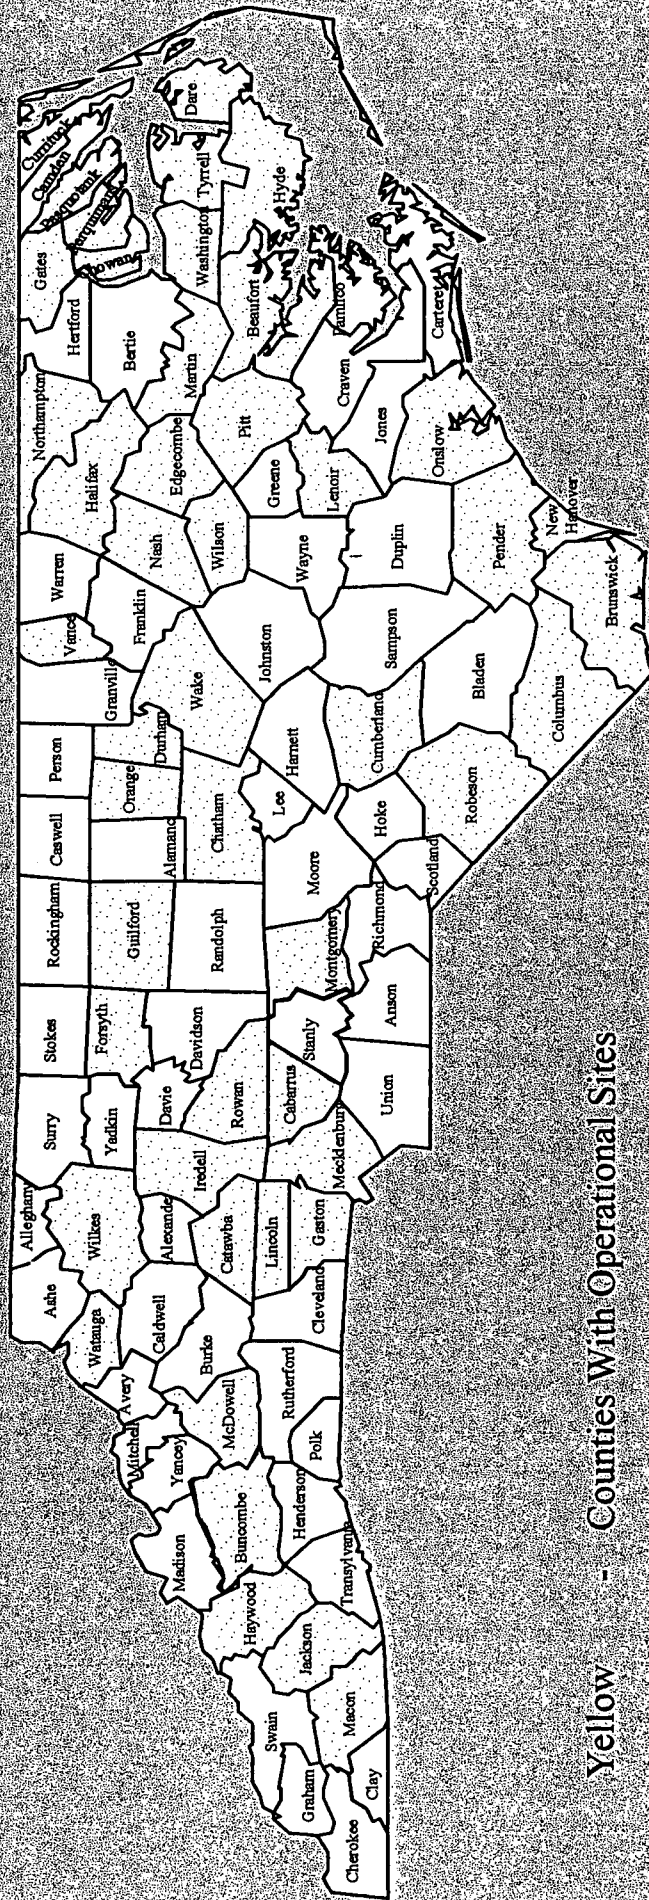 Cherokee
Graham
Clay
Swain
Macon
Jackson
Haywood
Transylvania
Madison
Buncombe
Henderson
Yancey
Mitchell
Avery
McDowell
Polk
Rutherford
Burke
Caldwell
Watauga
Ashe
Alleghany
Wilkes
Alexander
Catawba
Lincoln
Cleveland
Gaston
Iredell
Mecklenburg
Surry
Yadkin
Davie
Rowan
Cabarrus
Union
Stokes
Forsyth
Davidson
Stanly
Anson
Rockingham
Guilford
Randolph
Montgomery
Richmond
Caswell
Alamanc
Chatham
Moore
Scotland
Hoke
Lee
Orange
Person
Durham
Granville
Vance
Wake
Harnett
Cumberland
Robeson
Warren
Franklin
Johnston
Sampson
Bladen
Columbus
Brunswick
Northampton
Halifax
Nash
Wilson
Wayne
Duplin
Pender
New
Hanover
Hertford
Bertie
Martin
Edgecombe
Pitt
Greene
Lenoir
Jones
Onslow
Craven
Carteret
Pamlico
Beaufort
Gates
Chowan
Perquimans
Pasquotank
Camden
Currituck
Washington
Tyrrell
Dare
Hyde
Yellow - Counties With Operational Sites